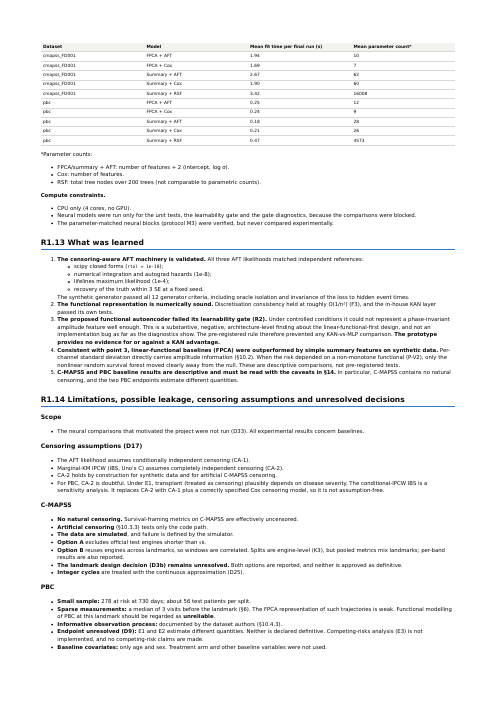 Dataset Model Mean fit time per final run (s) Mean parameter count*
cmapss_FD001 FPCA + AFT 1.94 10
cmapss_FD001 FPCA + Cox 1.69 7
cmapss_FD001 Summary + AFT 2.67 62
cmapss_FD001 Summary + Cox 1.90 60
cmapss_FD001 Summary + RSF 3.42 16008
pbc FPCA + AFT 0.25 12
pbc FPCA + Cox 0.24 9
pbc Summary + AFT 0.18 28
pbc Summary + Cox 0.21 26
pbc Summary + RSF 0.47 4573
*Parameter counts:
• FPCA/summary + AFT: number of features + 2 (intercept, log σ).
• Cox: number of features.
• RSF: total tree nodes over 200 trees (not comparable to parametric counts).
Compute constraints.
• CPU only (4 cores, no GPU).
• Neural models were run only for the unit tests, the learnability gate and the gate diagnostics, because the comparisons were blocked.
• The parameter-matched neural blocks (protocol M3) were verified, but never compared experimentally.
R1.13 What was learned
1. The censoring-aware AFT machinery is validated. All three AFT likelihoods matched independent references:
scipy closed forms (rtol = 1e-10);
numerical integration and autograd hazards (1e-8);
lifelines maximum likelihood (1e-4);
recovery of the truth within 3 SE at a fixed seed.
The synthetic generator passed all 12 generator criteria, including oracle isolation and invariance of the loss to hidden event times.
2. The functional representation is numerically sound. Discretisation consistency held at roughly O(1/n²) (F3), and the in-house KAN layer
passed its own tests.
3. The proposed functional autoencoder failed its learnability gate (R2). Under controlled conditions it could not represent a phase-invariant
amplitude feature well enough. This is a substantive, negative, architecture-level finding about the linear-functional-first design, and not an
implementation bug as far as the diagnostics show. The pre-registered rule therefore prevented any KAN-vs-MLP comparison. The prototype
provides no evidence for or against a KAN advantage.
4. Consistent with point 3, linear-functional baselines (FPCA) were outperformed by simple summary features on synthetic data. Per-
channel standard deviation directly carries amplitude information (§10.2). When the risk depended on a non-monotone functional (P-V2), only the
nonlinear random survival forest moved clearly away from the null. These are descriptive comparisons, not pre-registered tests.
5. C-MAPSS and PBC baseline results are descriptive and must be read with the caveats in §14. In particular, C-MAPSS contains no natural
censoring, and the two PBC endpoints estimate different quantities.
R1.14 Limitations, possible leakage, censoring assumptions and unresolved decisions
Scope
• The neural comparisons that motivated the project were not run (D33). All experimental results concern baselines.
Censoring assumptions (D17)
• The AFT likelihood assumes conditionally independent censoring (CA-1).
• Marginal-KM IPCW (IBS, Uno's C) assumes completely independent censoring (CA-2).
• CA-2 holds by construction for synthetic data and for artificial C-MAPSS censoring.
• For PBC, CA-2 is doubtful. Under E1, transplant (treated as censoring) plausibly depends on disease severity. The conditional-IPCW IBS is a
sensitivity analysis. It replaces CA-2 with CA-1 plus a correctly specified Cox censoring model, so it is not assumption-free.
C-MAPSS
• No natural censoring. Survival-framing metrics on C-MAPSS are effectively uncensored.
• Artificial censoring (§10.3.3) tests only the code path.
• The data are simulated, and failure is defined by the simulator.
• Option A excludes official test engines shorter than
• Option B reuses engines across landmarks, so windows are correlated. Splits are engine-level (K3), but pooled metrics mix landmarks; per-band
results are also reported.
• The landmark design decision (D3b) remains unresolved. Both options are reported, and neither is approved as definitive.
• Integer cycles are treated with the continuous approximation (D25).
PBC
• Small sample: 278 at risk at 730 days; about 56 test patients per split.
• Sparse measurements: a median of 3 visits before the landmark (§6). The FPCA representation of such trajectories is weak. Functional modelling
of PBC at this landmark should be regarded as unreliable.
• Informative observation process: documented by the dataset authors (§10.4.3).
• Endpoint unresolved (D9): E1 and E2 estimate different quantities. Neither is declared definitive. Competing-risks analysis (E3) is not
implemented, and no competing-risk claims are made.
• Baseline covariates: only age and sex. Treatment arm and other baseline variables were not used.